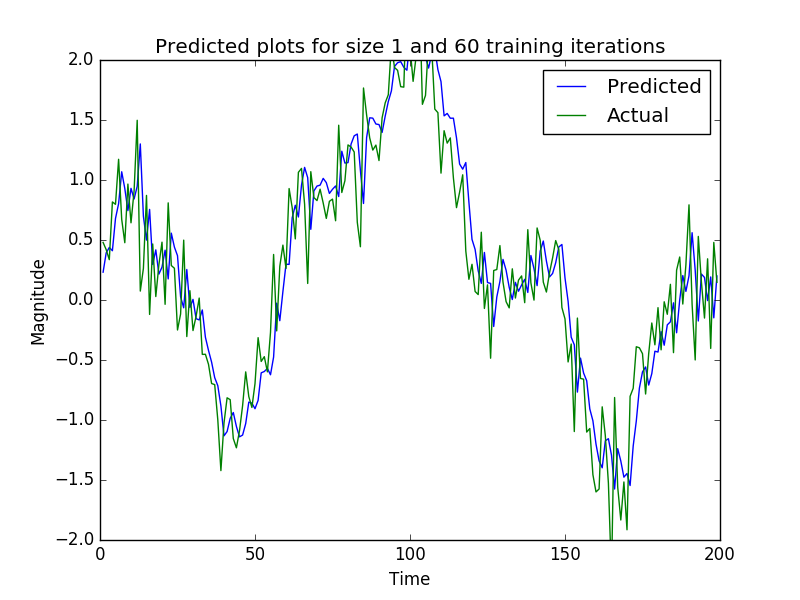 Predicted plots for size 1 and 60 training iterations
Predicted
Actual
2.0
1.5
1.0
0.5
0.0
−0.5
−1.0
−1.5
−2.0
Magnitude
0 50 100 150 200
Time